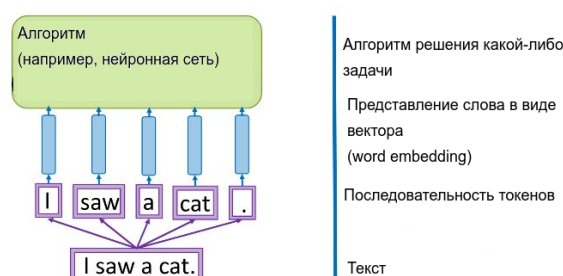 Алгоритм
(например, нейронная сеть)
Алгоритм решения какой-либо
задачи
Представление слова в виде
вектора
(word embedding)
I saw a cat .
Последовательность токенов
I saw a cat.
Текст